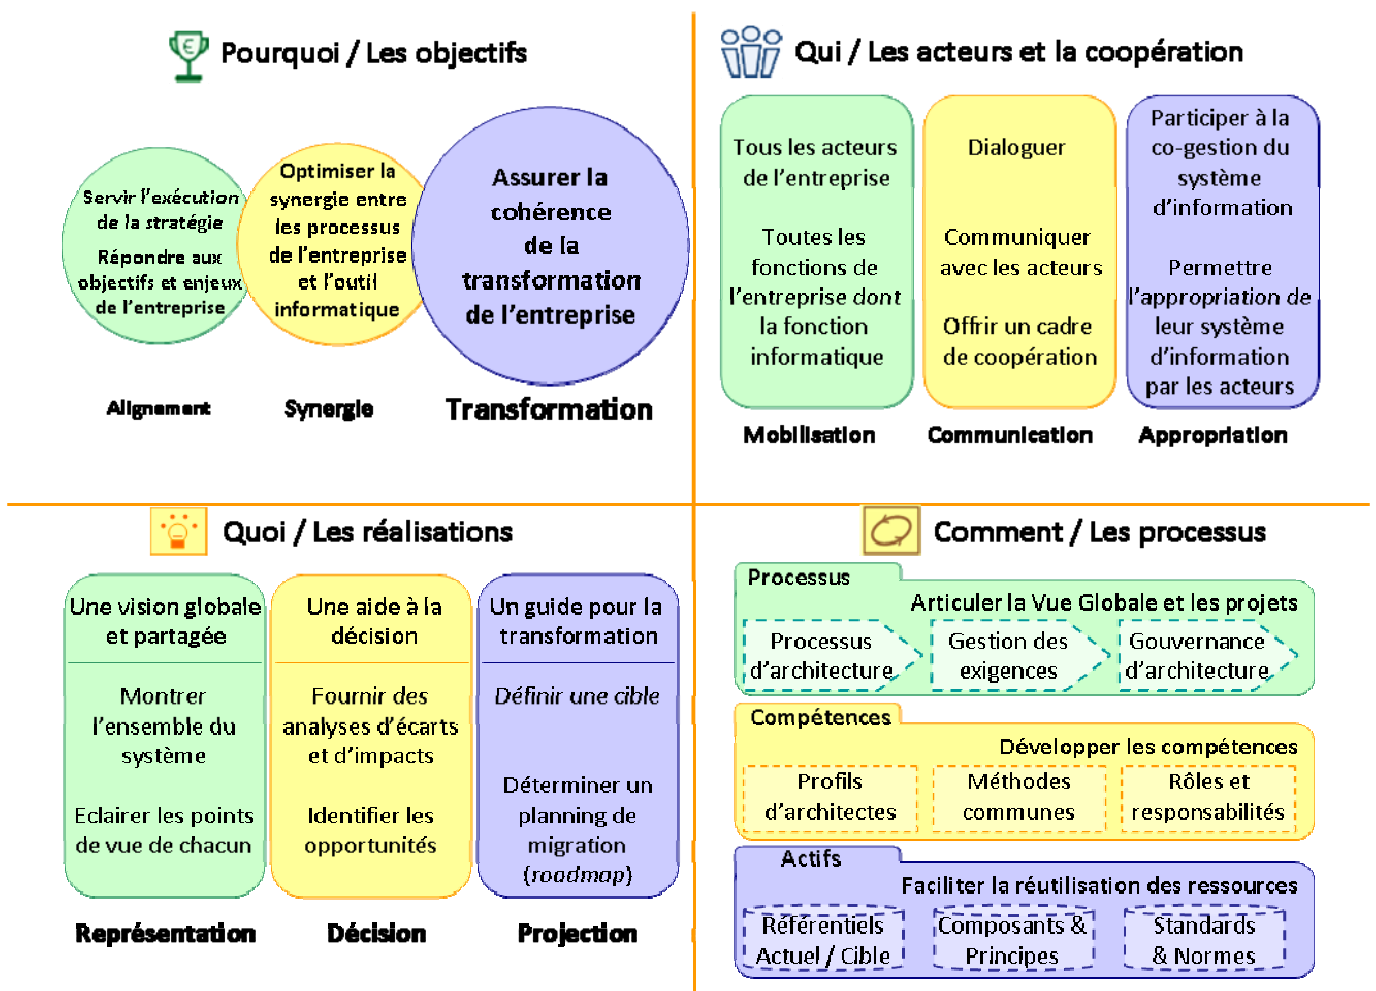 Pourquoi / Les objectifs
Servir l'exécution
de la stratégie
Répondre aux
objectifs et enjeux
de l'entreprise
Optimiser la
synergie entre
les processus
de l'entreprise
et l'outil
informatique
Assurer la
cohérence
de la
transformation
de l'entreprise
Alignement
Synergie
Transformation
Qui / Les acteurs et la coopération
Tous les acteurs
de l'entreprise
Toutes les
fonctions de
l'entreprise dont
la fonction
informatique
Dialoguer
Communiquer
avec les acteurs
Offrir un cadre
de coopération
Participer à la
co-gestion du
système
d'information
Permettre
l'appropriation de
leur système
d'information
par les acteurs
Mobilisation
Communication
Appropriation
Quoi / Les réalisations
Une vision globale
et partagée
Montrer
l'ensemble du
système
Eclairer les points
de vue de chacun
Une aide à la
décision
Fournir des
analyses d'écarts
et d'impacts
Identifier les
opportunités
Un guide pour la
transformation
Définir une cible
Déterminer un
planning de
migration
(roadmap)
Représentation
Décision
Projection
Comment / Les processus
Processus
Articuler la Vue Globale et les projets
Processus
d'architecture
Gestion des
exigences
Gouvernance
d'architecture
Compétences
Développer les compétences
Profils
d'architectes
Méthodes
communes
Rôles et
responsabilités
Actifs
Faciliter la réutilisation des ressources
Référentiels
Actuel / Cible
Composants &
Principes
Standards
& Normes